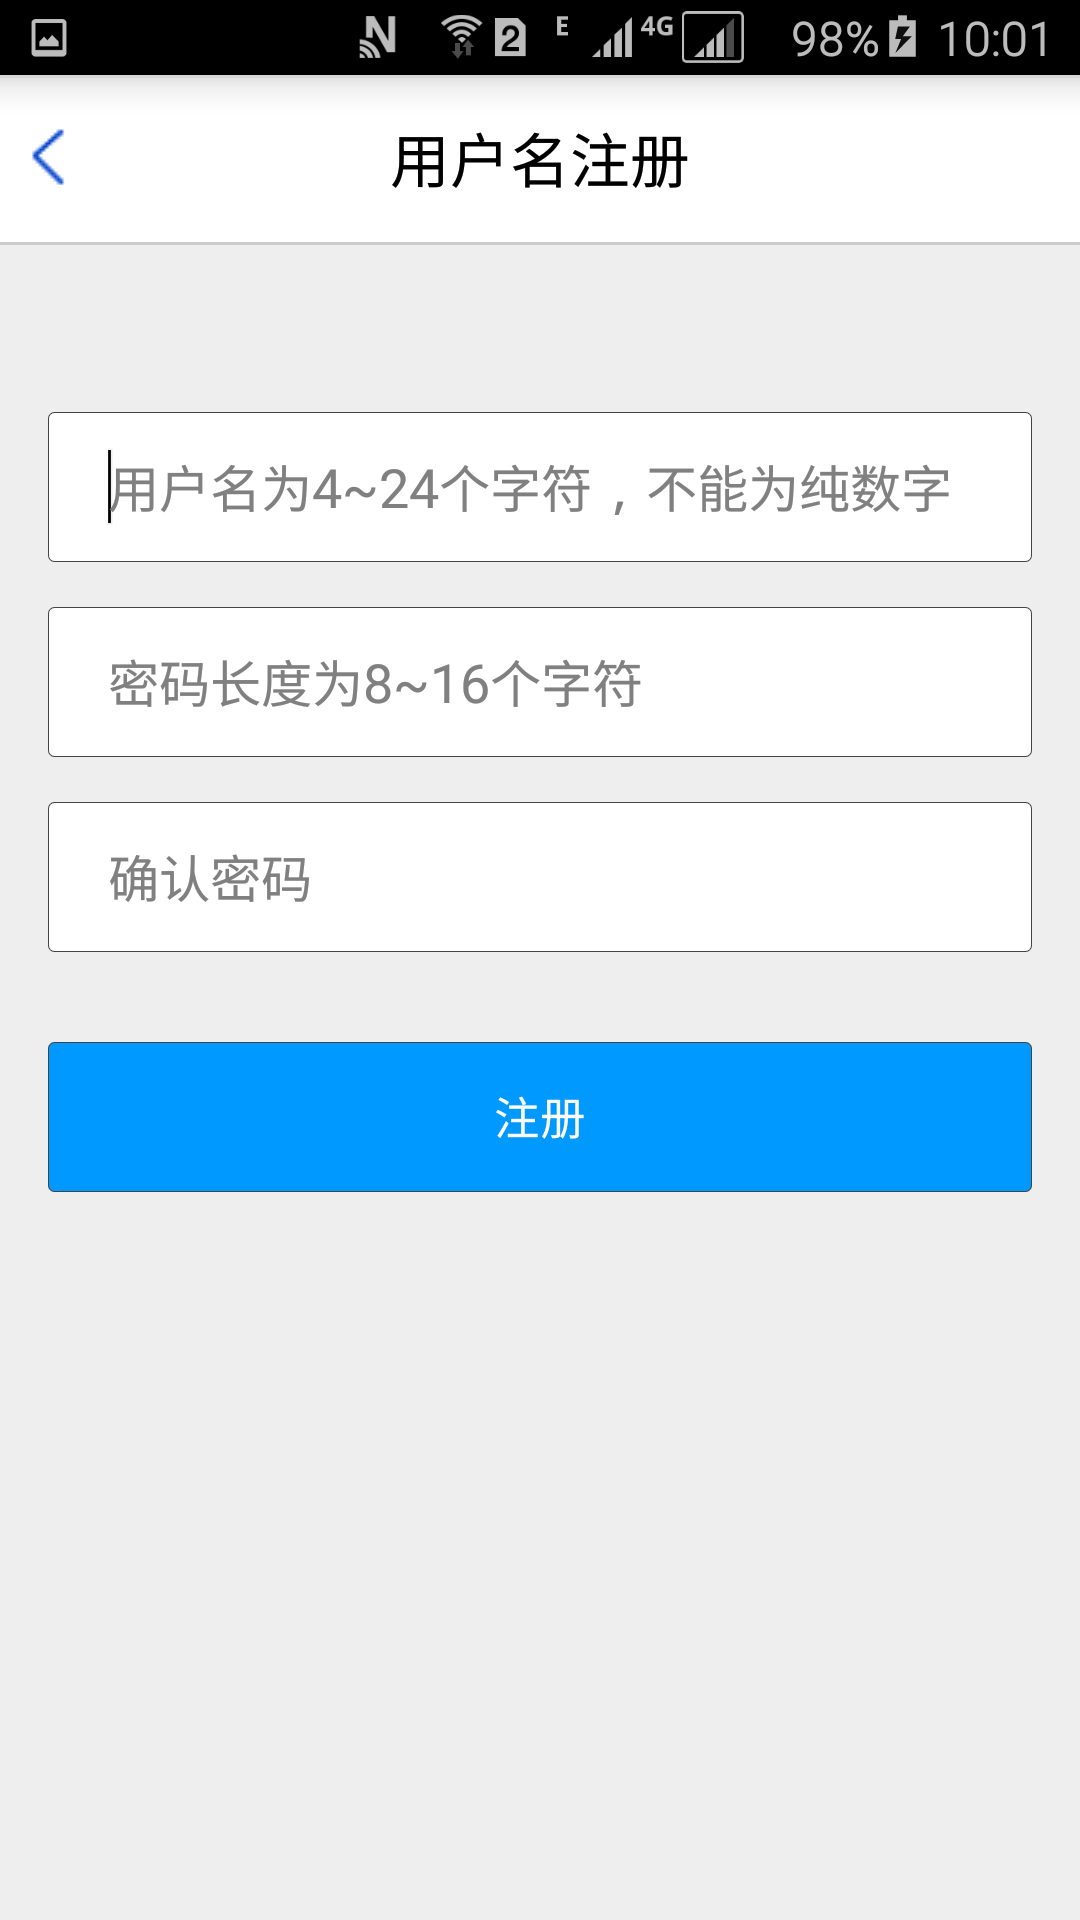 2 E 4G 98% 10:01
用户名注册
用户名为4~24个字符，不能为纯数字
密码长度为8~16个字符
确认密码
注册